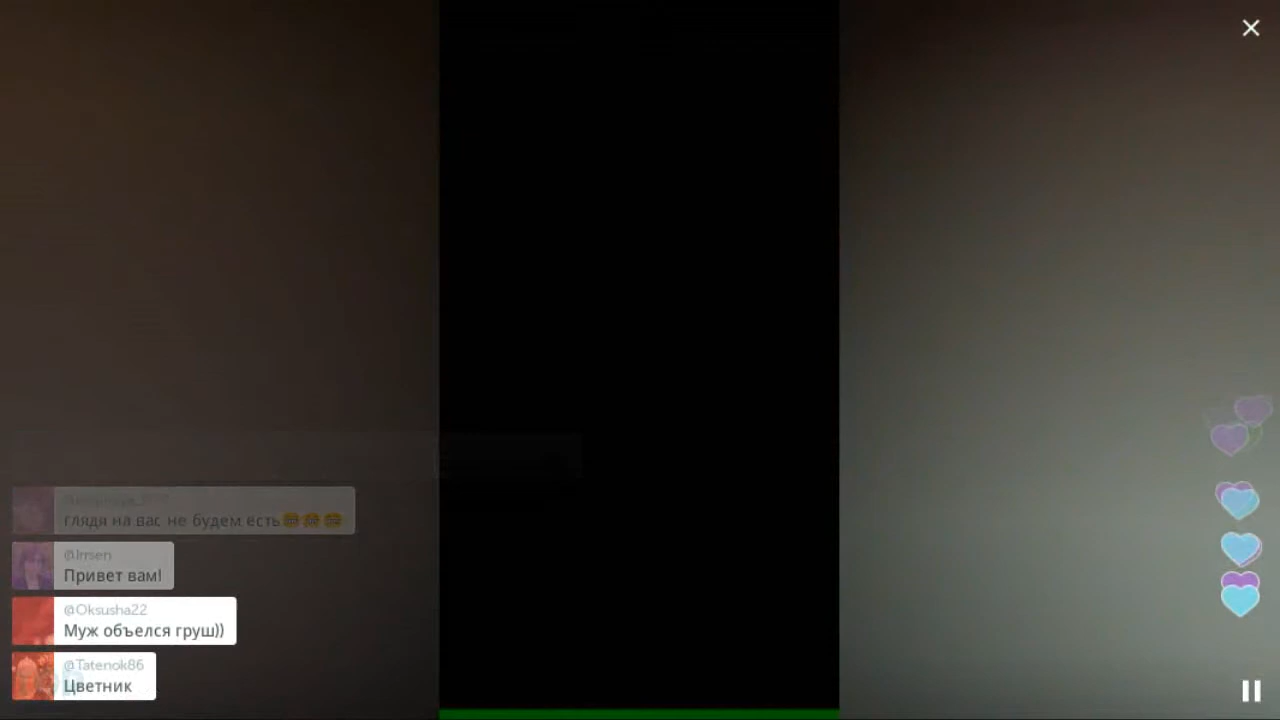 глядя на вас не будем есть😁😁😁
@Irrsen
Привет вам!
@Oksusha22
Муж объелся груш))
@Tatenok86
Цветник